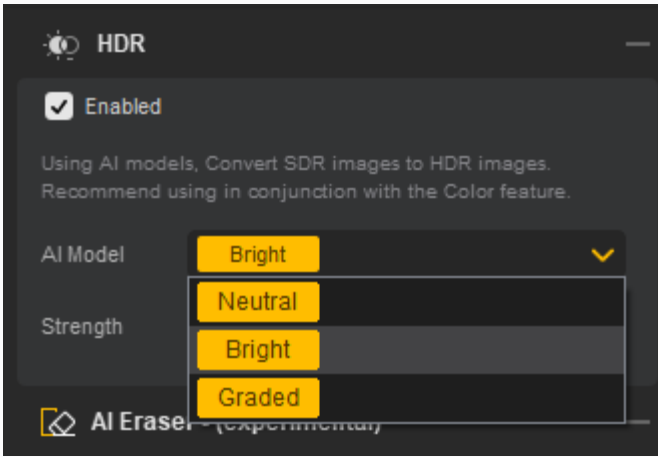 HDR
Enabled
Using AI models, Convert SDR images to HDR images.
Recommend using in conjunction with the Color feature.
AI Model
Bright
Neutral
Strength
Bright
Graded
AI Eraser - (experimental)